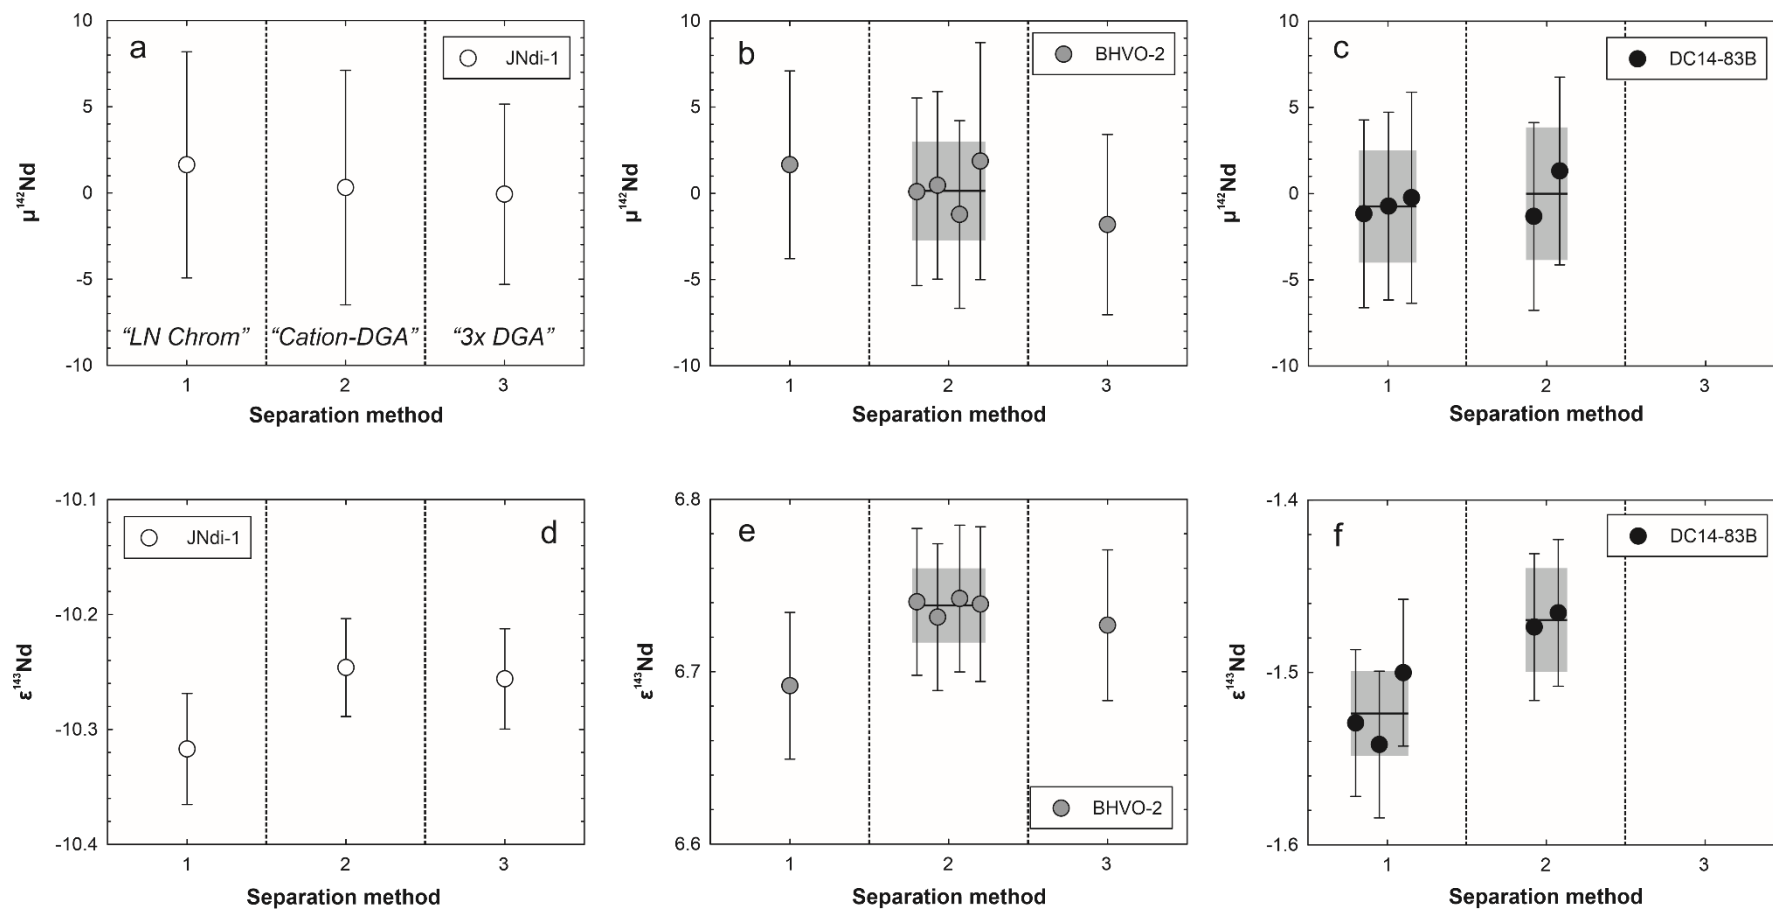 a
JNdi-1
10
5
0
-5
-10
μ¹⁴²Nd
“LN Chrom” “Cation-DGA” “3x DGA”
1 2 3
Separation method
b
BHVO-2
10
5
0
-5
-10
μ¹⁴²Nd
1 2 3
Separation method
c
DC14-83B
10
5
0
-5
-10
μ¹⁴²Nd
1 2 3
Separation method
JNdi-1
d
-10.1
-10.2
-10.3
-10.4
ε¹⁴³Nd
1 2 3
Separation method
e
6.8
6.7
6.6
ε¹⁴³Nd
BHVO-2
1 2 3
Separation method
f
DC14-83B
-1.4
-1.5
-1.6
ε¹⁴³Nd
1 2 3
Separation method